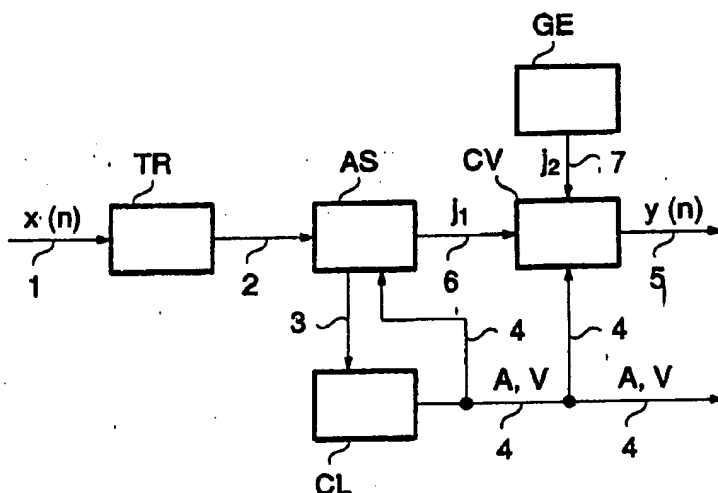 GE
TR
AS
CV
j₂
7
x (n)
j₁
y (n)
1
2
6
5
3
4
4
A, V
A, V
4
4
CL